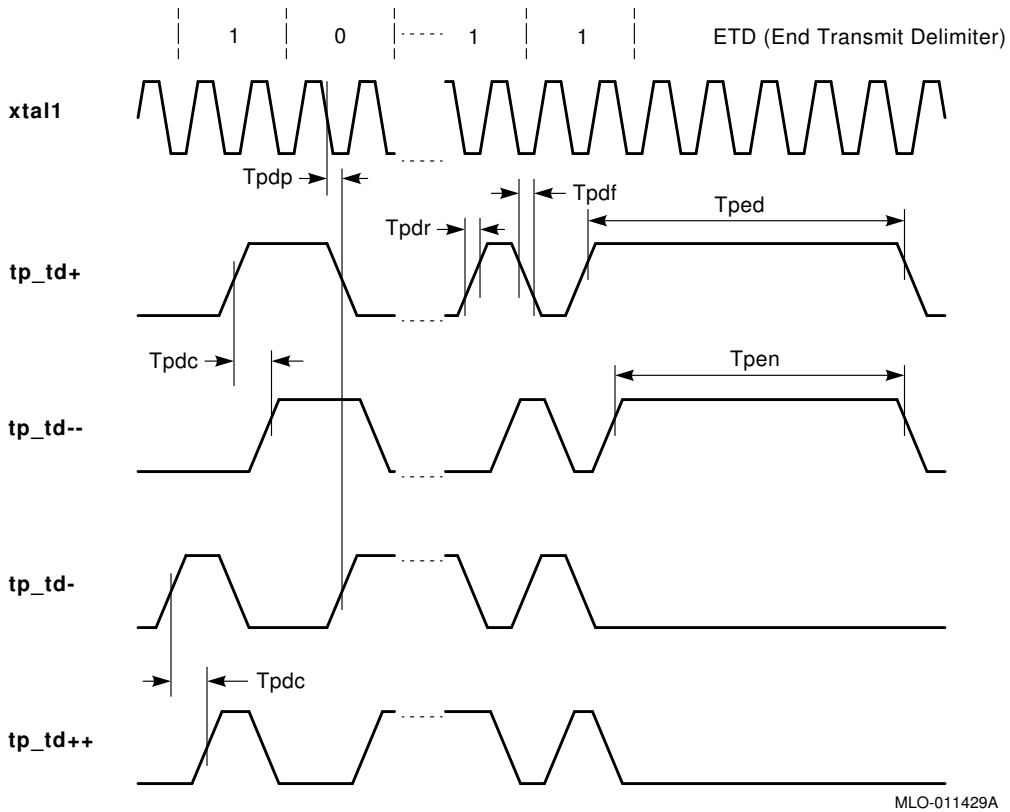 1 0 1 1 ETD (End Transmit Delimiter)
xtal1
Tpdp
Tpdf
Tped
Tpdr
tp_td+
Tpdc
Tpen
tp_td--
tp_td-
Tpdc
tp_td++
MLO-011429A